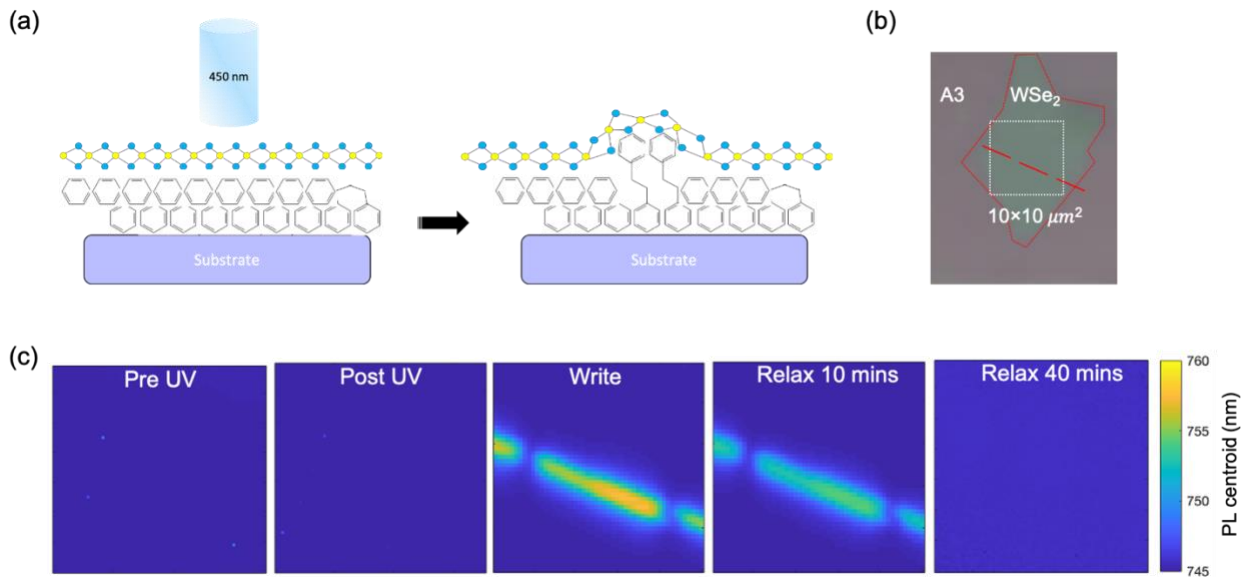 (a)
450 nm
Substrate
Substrate
(b)
A3
WSe₂
10×10 μm²
(c)
Pre UV
Post UV
Write
Relax 10 mins
Relax 40 mins
760
755
750
745
PL centroid (nm)